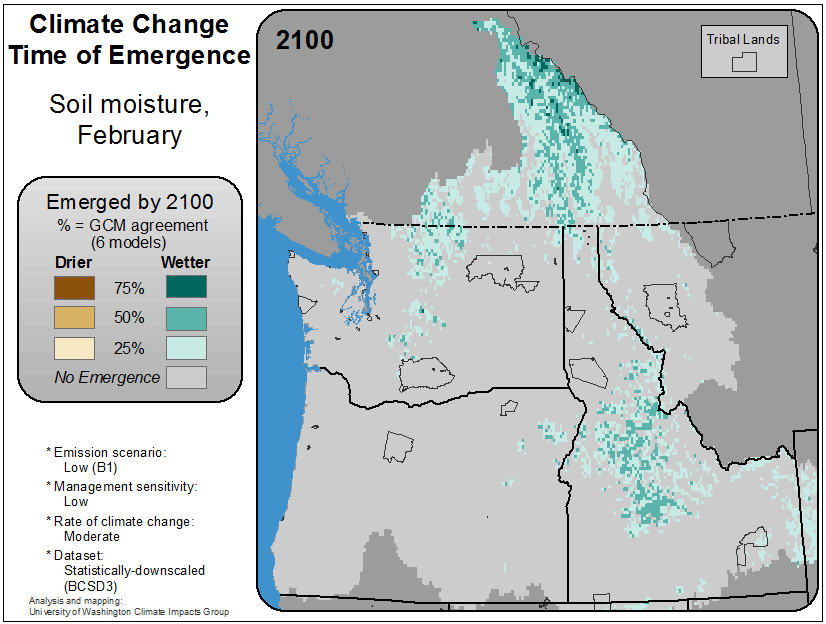 Climate Change
Time of Emergence
Soil moisture,
February
Emerged by 2100
% = GCM agreement
(6 models)
Drier Wetter
75%
50%
25%
No Emergence
* Emission scenario:
Low (B1)
* Management sensitivity:
Low
* Rate of climate change:
Moderate
* Dataset:
Statistically-downscaled
(BCSD3)
Analysis and mapping:
University of Washington Climate Impacts Group
2100
Tribal Lands